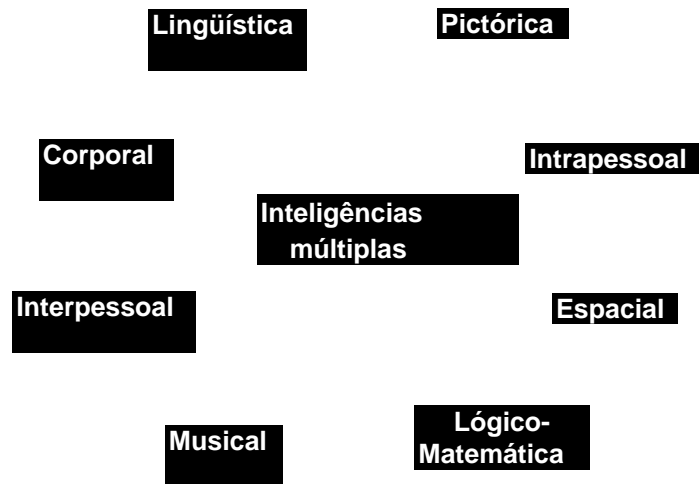 Lingüística
Pictórica
Corporal
Intrapessoal
Inteligências
múltiplas
Interpessoal
Espacial
Musical
Lógico-
Matemática